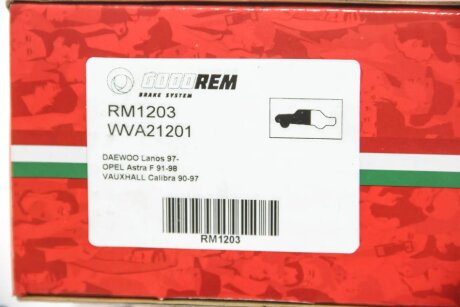 GOODREM
BRAKE SYSTEM
RM1203
WVA21201
DAEWOO Lanos 97-
OPEL Astra F 91-98
VAUXHALL Calibra 90-97
RM1203